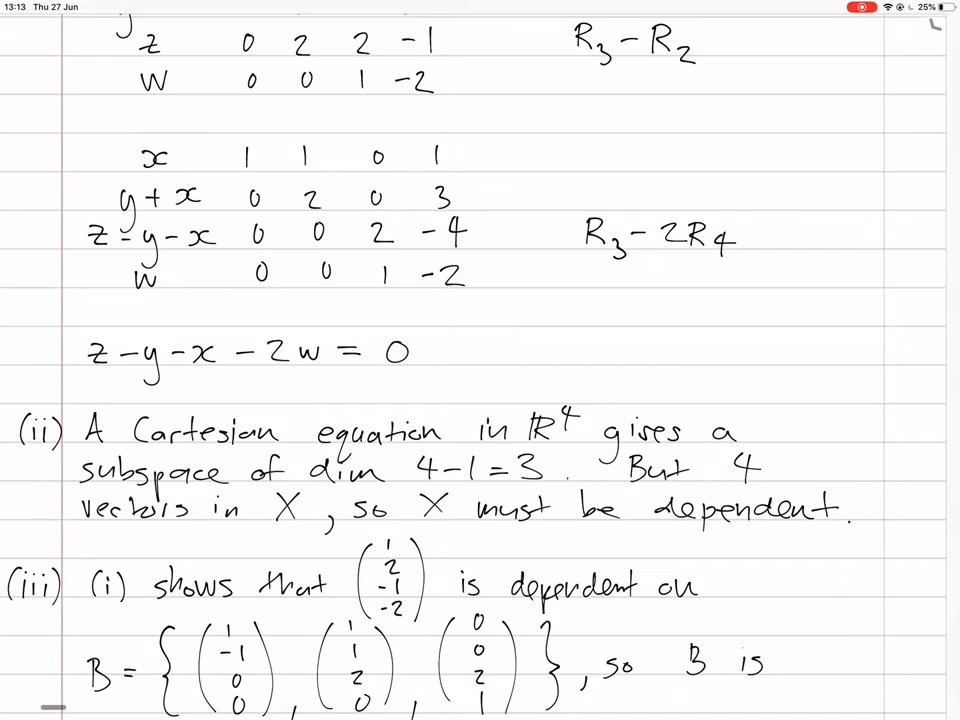 13:13 Thu 27 Jun 25%
y
z 0 2 2 -1 R₃ - R₂
w 0 0 1 -2
x 1 1 0 1
y + x 0 2 0 3
z - y - x 0 0 2 -4 R₃ - 2R₄
w 0 0 1 -2
z - y - x - 2w = 0
(ii) A Cartesian equation in ℝ⁴ gives a
subspace of dim 4-1=3. But 4
vectors in X, so X must be dependent.
(iii) (i) shows that (1 2 -1 -2) is dependent on
B = { (1 -1 0 0), (1 1 2 0), (0 0 2 1) }, so B is